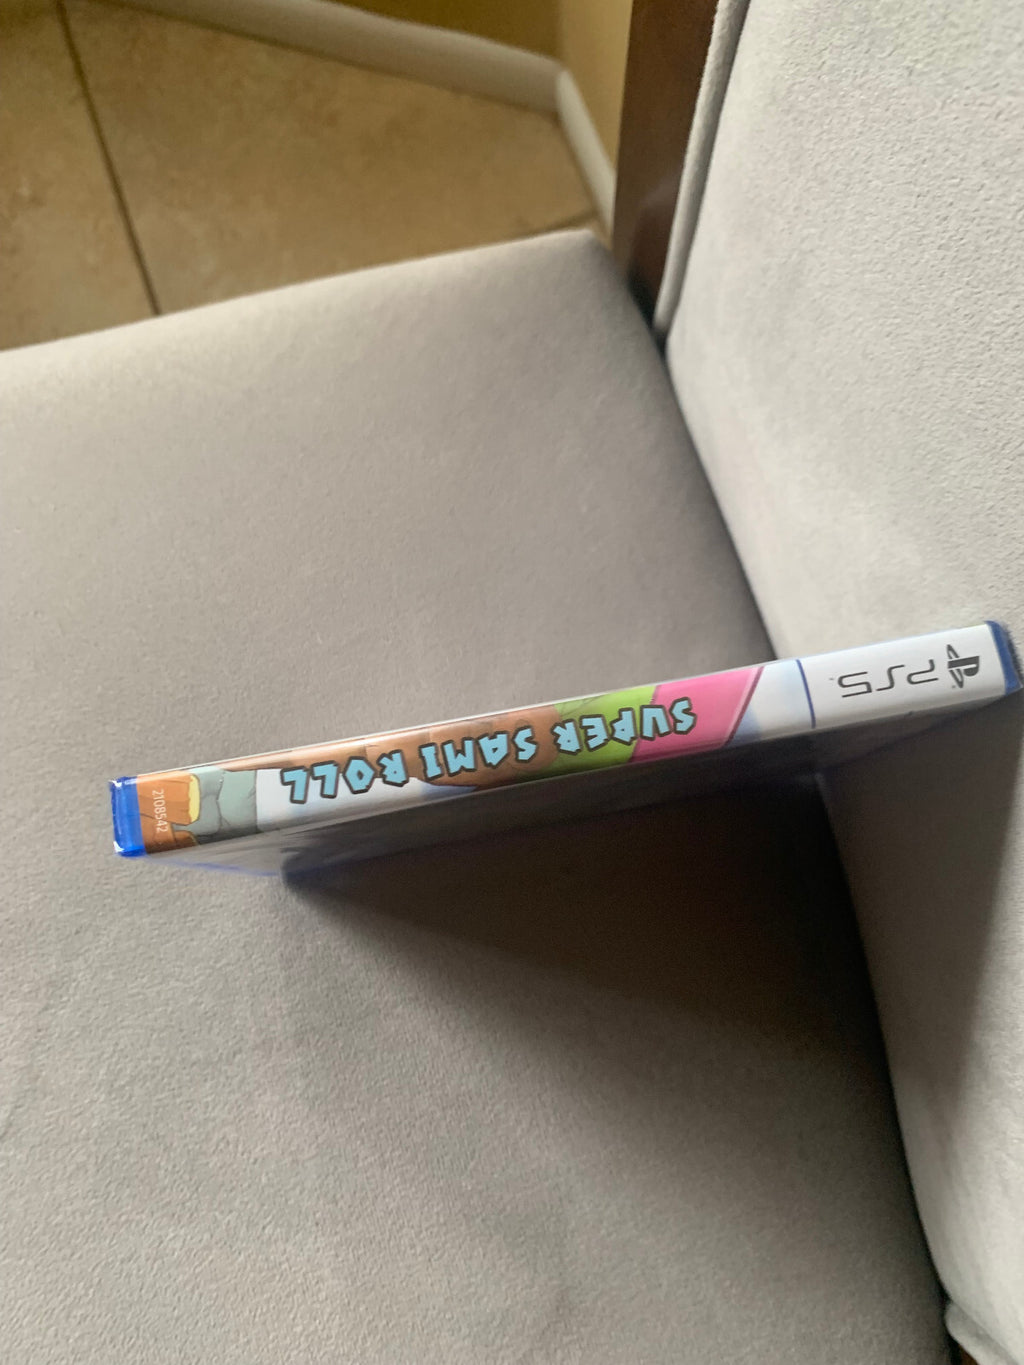 PS5
SUPER SAMI ROLL
2108542